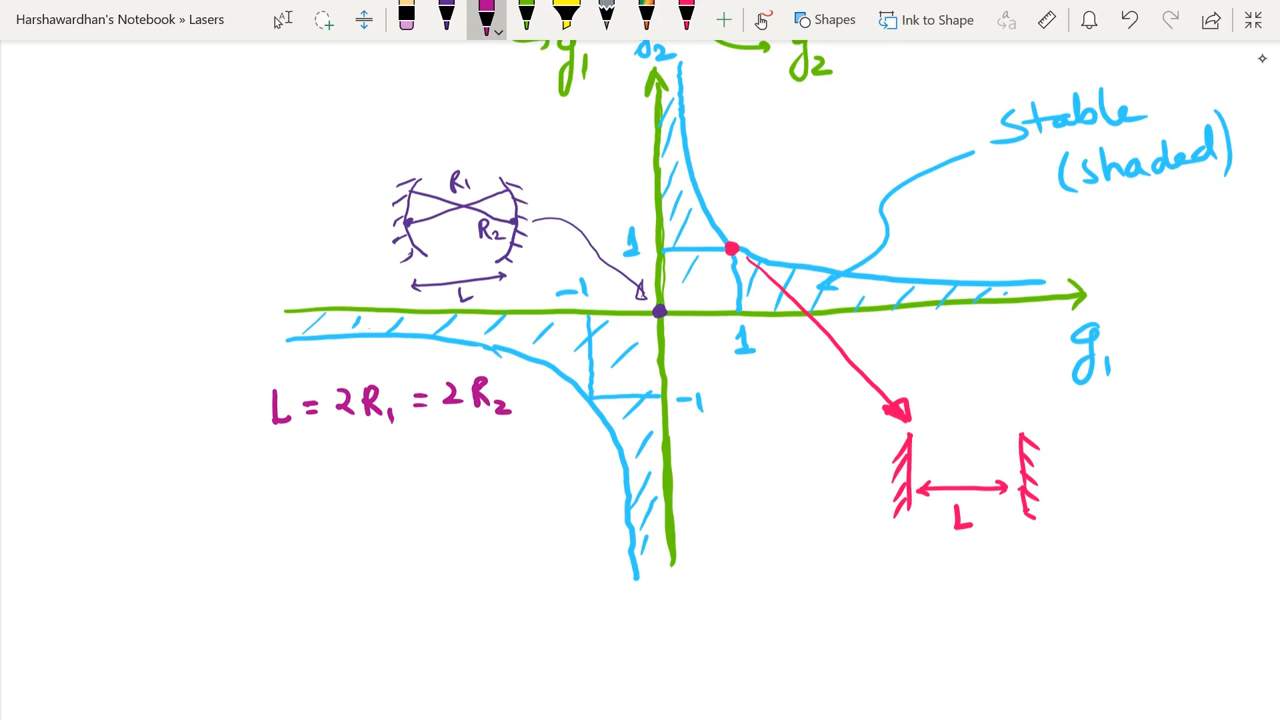 Harshawardhan's Notebook » Lasers
Shapes
Ink to Shape
g1
g2
g2
stable
(shaded)
R1
R2
L
1
-1
1
-1
g1
L = 2R1 = 2R2
L